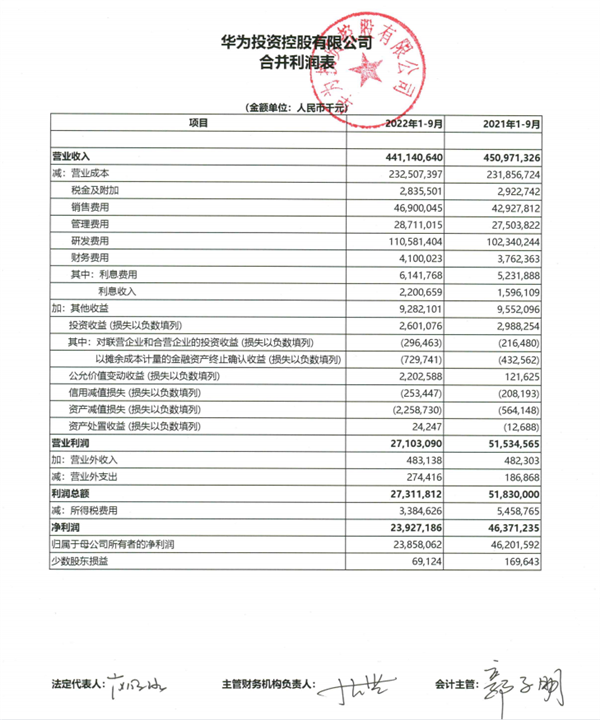 华为投资控股有限公司
合并利润表
华为投资控股有限公司
(金额单位：人民币千元)
项目 2022年1-9月 2021年1-9月
营业收入 441,140,640 450,971,326
减：营业成本 232,507,397 231,856,724
税金及附加 2,835,501 2,922,742
销售费用 46,900,045 42,927,812
管理费用 28,711,015 27,503,822
研发费用 110,581,404 102,340,244
财务费用 4,100,023 3,762,363
其中：利息费用 6,141,768 5,231,888
利息收入 2,200,659 1,596,109
加：其他收益 9,282,101 9,552,096
投资收益 (损失以负数填列) 2,601,076 2,988,254
其中：对联营企业和合营企业的投资收益 (损失以负数填列) (296,463) (216,480)
以摊余成本计量的金融资产终止确认收益 (损失以负数填列) (729,741) (432,562)
公允价值变动收益 (损失以负数填列) 2,202,588 121,625
信用减值损失 (损失以负数填列) (253,447) (208,193)
资产减值损失 (损失以负数填列) (2,258,730) (564,148)
资产处置收益 (损失以负数填列) 24,247 (12,688)
营业利润 27,103,090 51,534,565
加：营业外收入 483,138 482,303
减：营业外支出 274,416 186,868
利润总额 27,311,812 51,830,000
减：所得税费用 3,384,626 5,458,765
净利润 23,927,186 46,371,235
归属于母公司所有者的净利润 23,858,062 46,201,592
少数股东损益 69,124 169,643
法定代表人： 主管财务机构负责人： 会计主管：